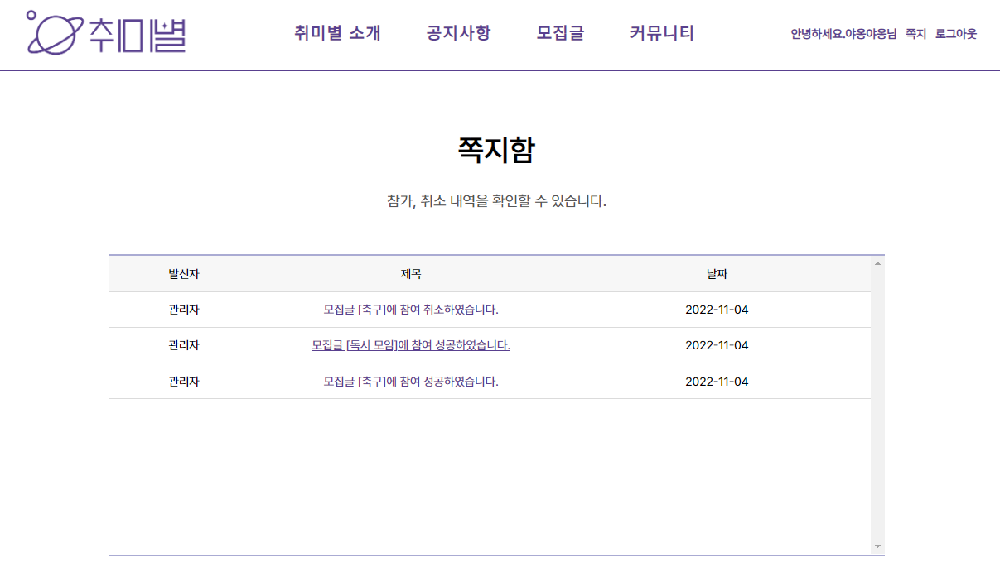 취미별 취미별 소개 공지사항 모집글 커뮤니티 안녕하세요.야옹야옹님 쪽지 로그아웃
쪽지함
참가, 취소 내역을 확인할 수 있습니다.
발신자 제목 날짜
관리자 모집글 [축구]에 참여 취소하였습니다. 2022-11-04
관리자 모집글 [독서 모임]에 참여 성공하였습니다. 2022-11-04
관리자 모집글 [축구]에 참여 성공하였습니다. 2022-11-04